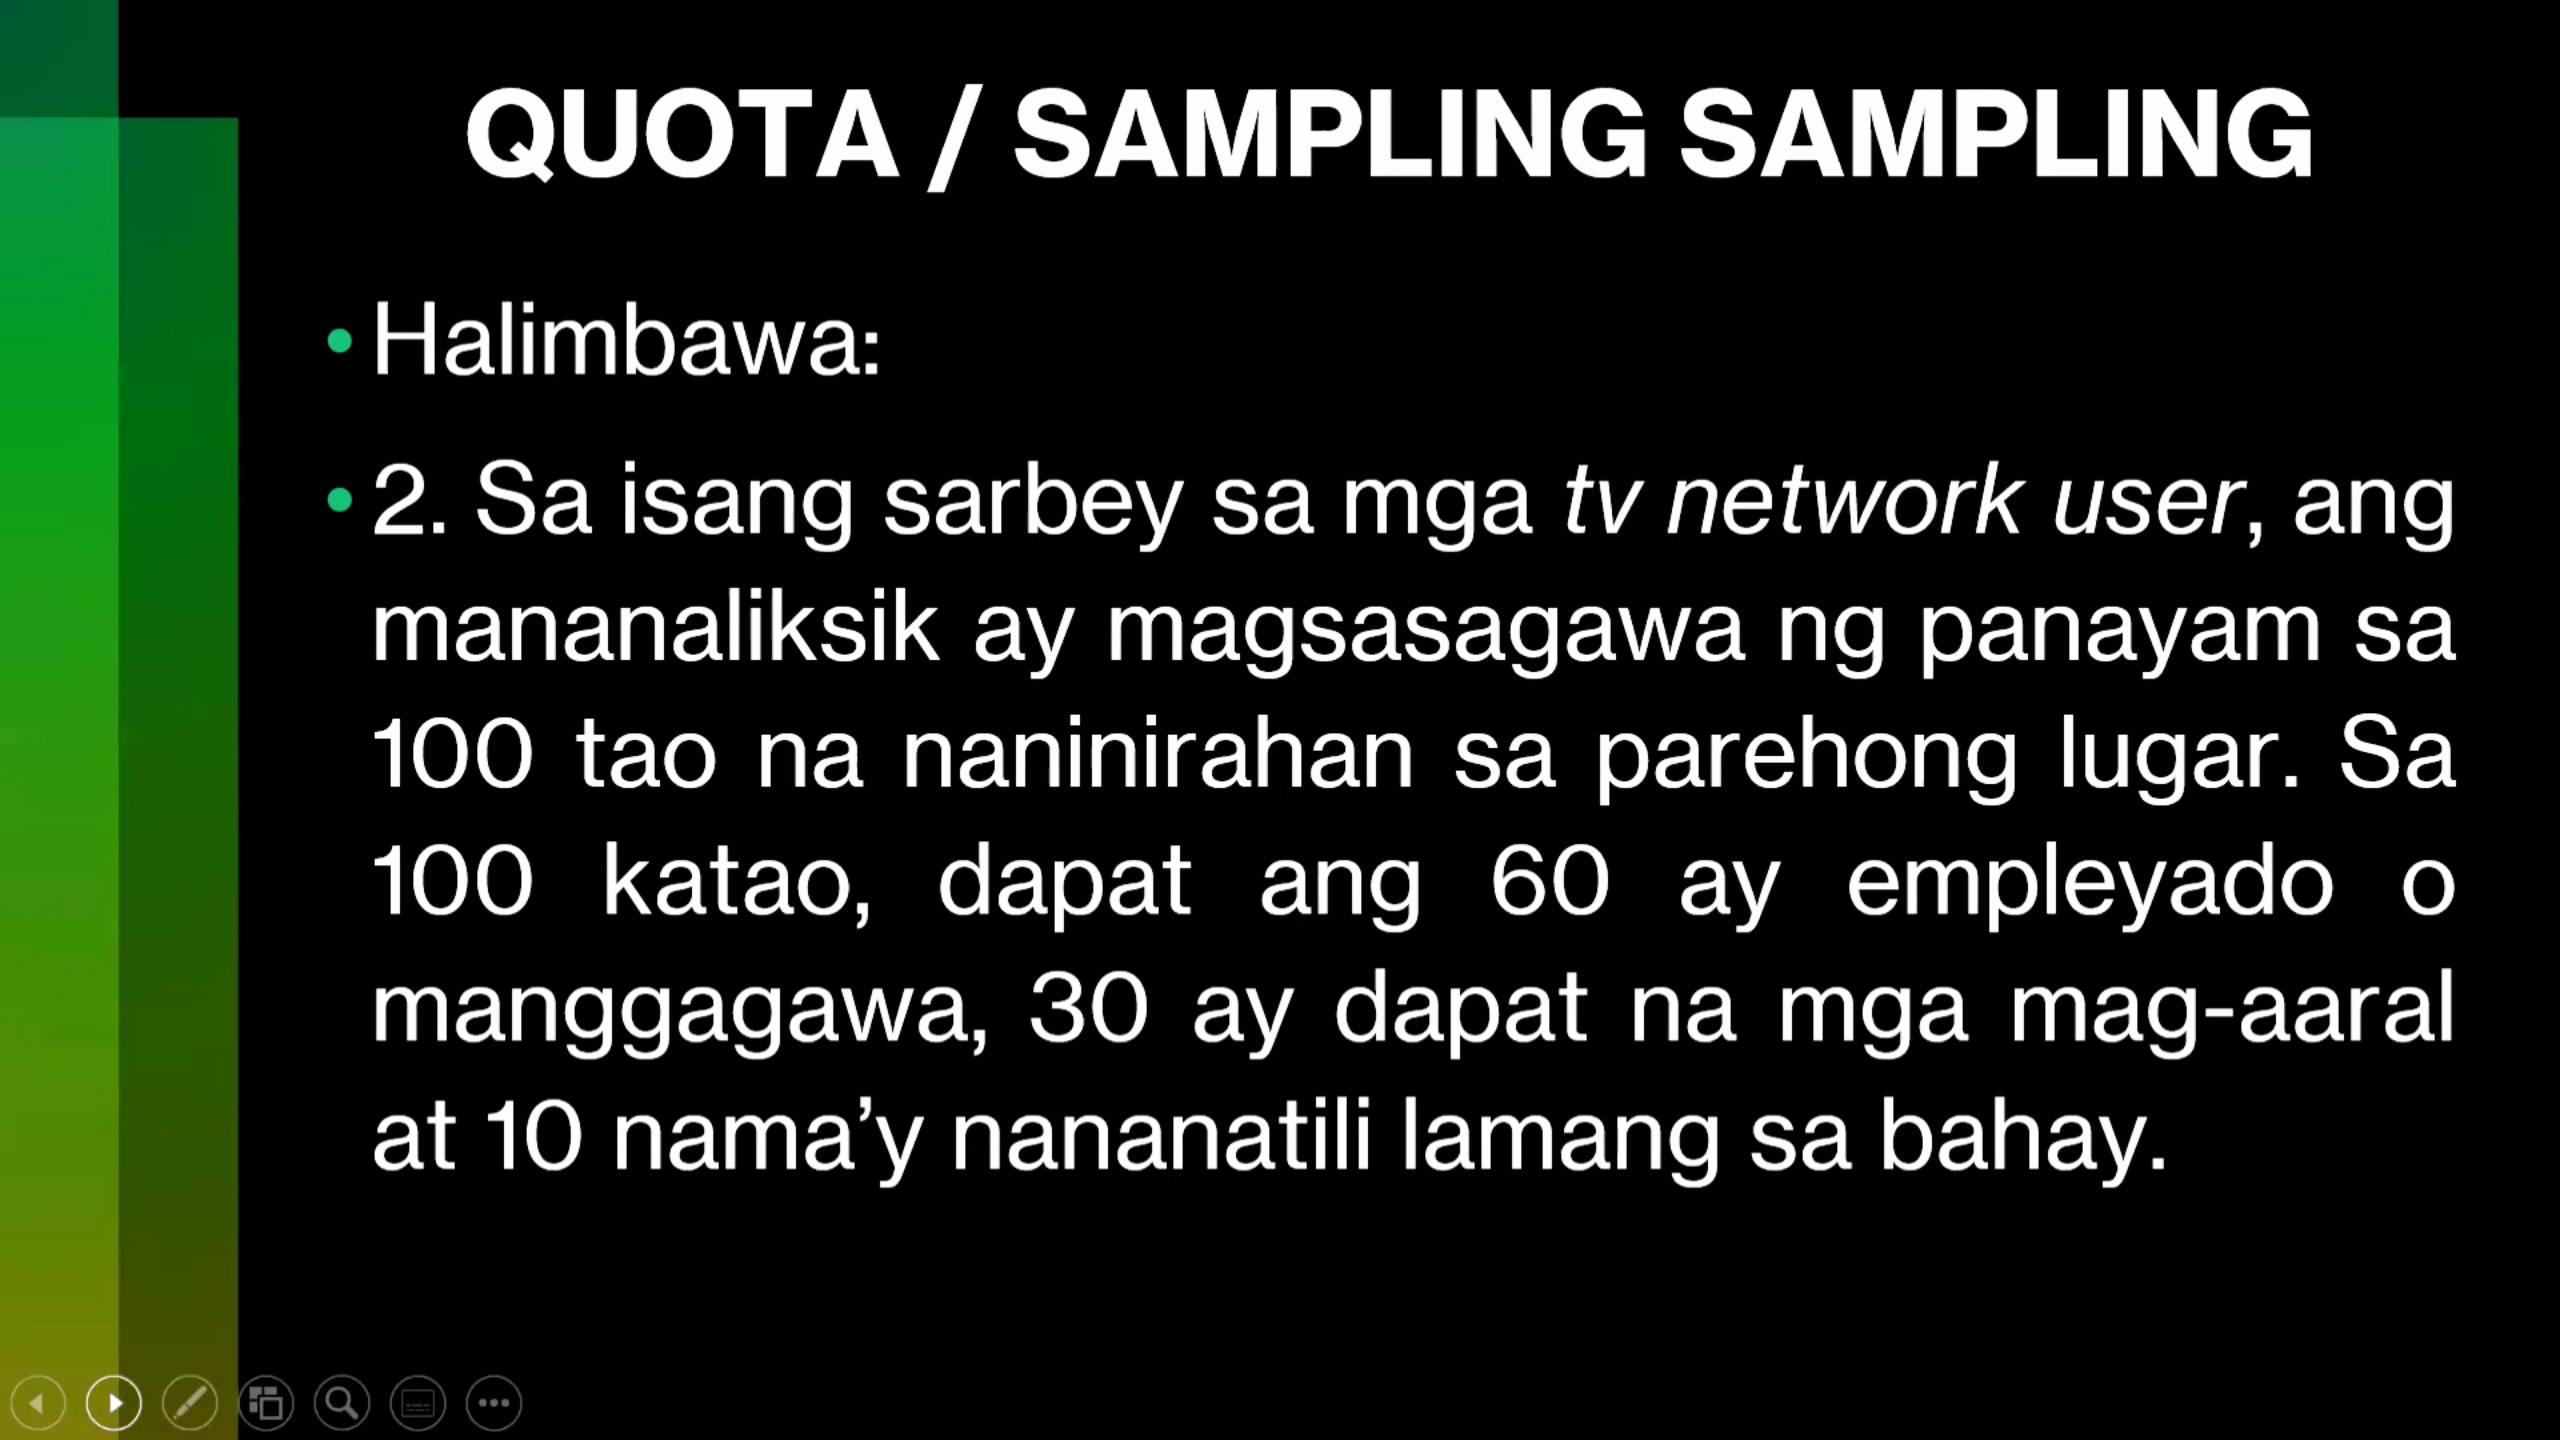 QUOTA / SAMPLING SAMPLING
• Halimbawa:
• 2. Sa isang sarbey sa mga tv network user, ang
mananaliksik ay magsasagawa ng panayam sa
100 tao na naninirahan sa parehong lugar. Sa
100 katao, dapat ang 60 ay empleyado o
manggagawa, 30 ay dapat na mga mag-aaral
at 10 nama’y nananatili lamang sa bahay.